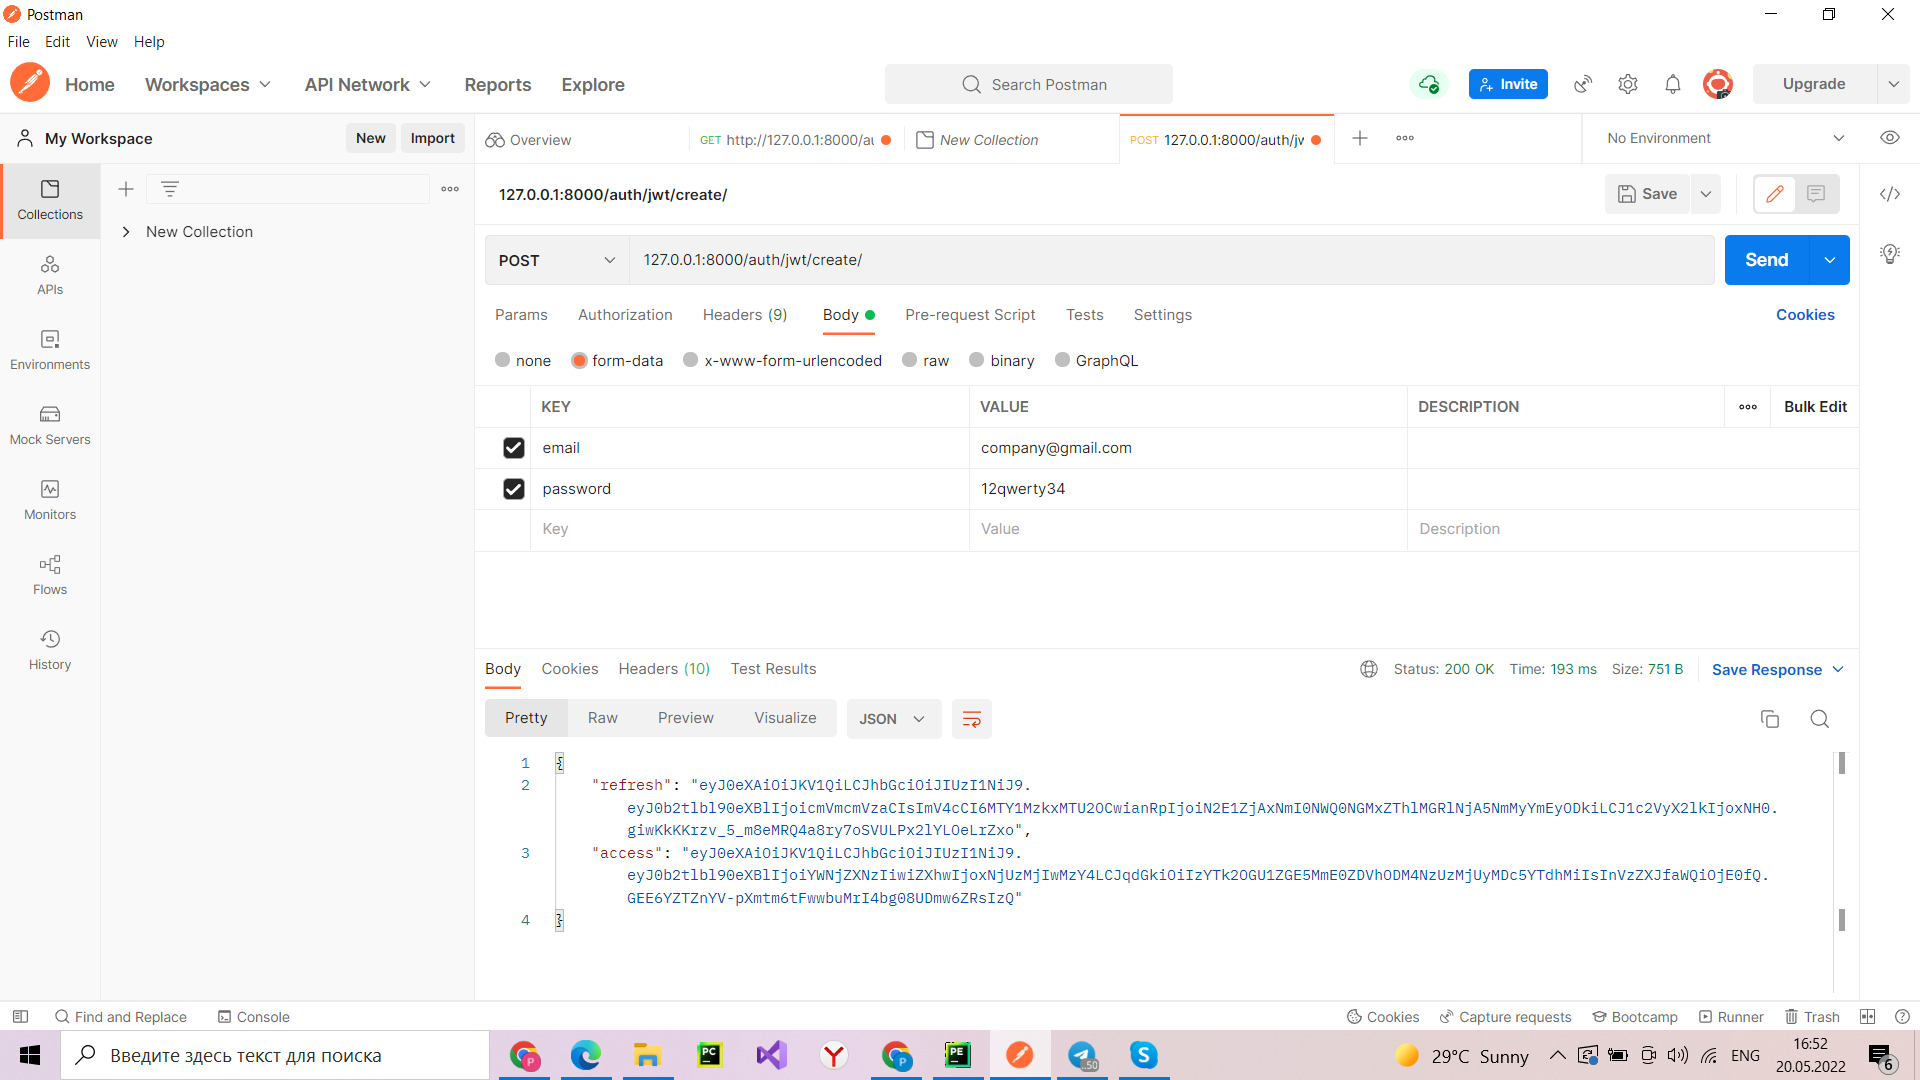 Postman
File Edit View Help
Home Workspaces API Network Reports Explore Search Postman Invite Upgrade
My Workspace New Import Overview GET http://127.0.0.1:8000/au New Collection POST 127.0.0.1:8000/auth/jv No Environment
Collections
APIs
Environments
Mock Servers
Monitors
Flows
History
New Collection
127.0.0.1:8000/auth/jwt/create/ Save
POST 127.0.0.1:8000/auth/jwt/create/ Send
Params Authorization Headers (9) Body Pre-request Script Tests Settings Cookies
none form-data x-www-form-urlencoded raw binary GraphQL
KEY VALUE DESCRIPTION Bulk Edit
email company@gmail.com
password 12qwerty34
Key Value Description
Body Cookies Headers (10) Test Results Status: 200 OK Time: 193 ms Size: 751 B Save Response
Pretty Raw Preview Visualize JSON
1 {
2 "refresh": "eyJ0eXAiOiJKV1QiLCJhbGciOiJIUzI1NiJ9.
eyJ0b2tlbl90eXBlIjoicmVmcmVzaCIsImV4cCI6MTY1MzkxMTU2OCwianRpIjoiN2E1ZjAxNmI0NWQ0NGMxZThlMGRlNjA5NmMyYmEyODkiLCJ1c2VyX2lkIjoxNH0.
giwKkKKrzv_5_m8eMRQ4a8ry7oSVULPx2lYLOeLrZxo",
3 "access": "eyJ0eXAiOiJKV1QiLCJhbGciOiJIUzI1NiJ9.
eyJ0b2tlbl90eXBlIjoiYWNjZXNzIiwiZXhwIjoxNjUzMjIwMzY4LCJqdGkiOiIzYTk2OGU1ZGE5MmE0ZDVhODM4NzUzMjUyMDc5YTdhMiIsInVzZXJfaWQiOjE0fQ.
GEE6YZTZnYV-pXmtm6tFwwbuMrI4bg08UDmw6ZRsIzQ"
4 }
Find and Replace Console Cookies Capture requests Bootcamp Runner Trash
Введите здесь текст для поиска 29°C Sunny ENG 16:52
20.05.2022 6